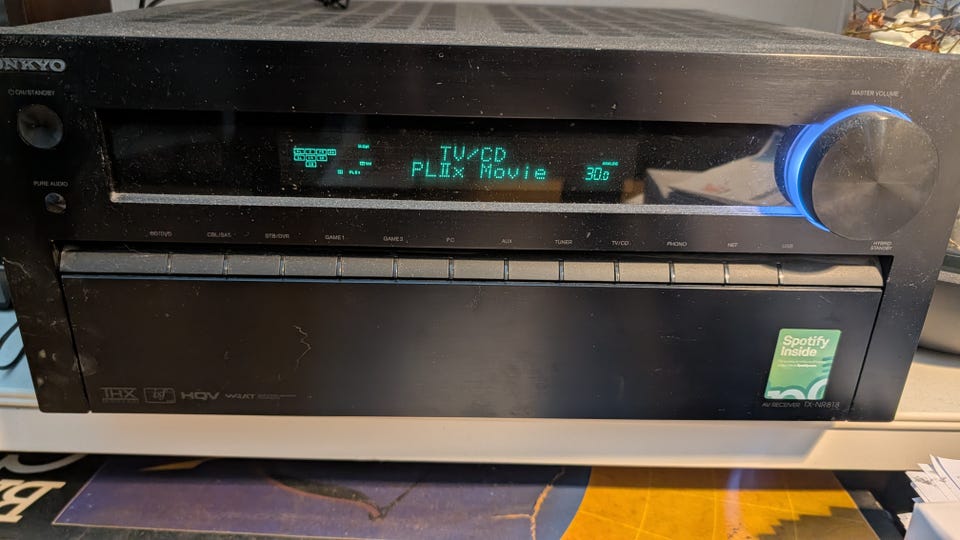 ONKYO
ON/STANDBY
MASTER VOLUME
TV/CD
PLⅡx Movie
30
PURE AUDIO
BD/DVD
CBL/SAT
STB/DVR
GAME 1
GAME 2
PC
AUX
TUNER
TV/CD
PHONO
NET
USB
HYBRID
STANDBY
Spotify
Inside
THX
HQV
WRAT
AV RECEIVER TX-NR818